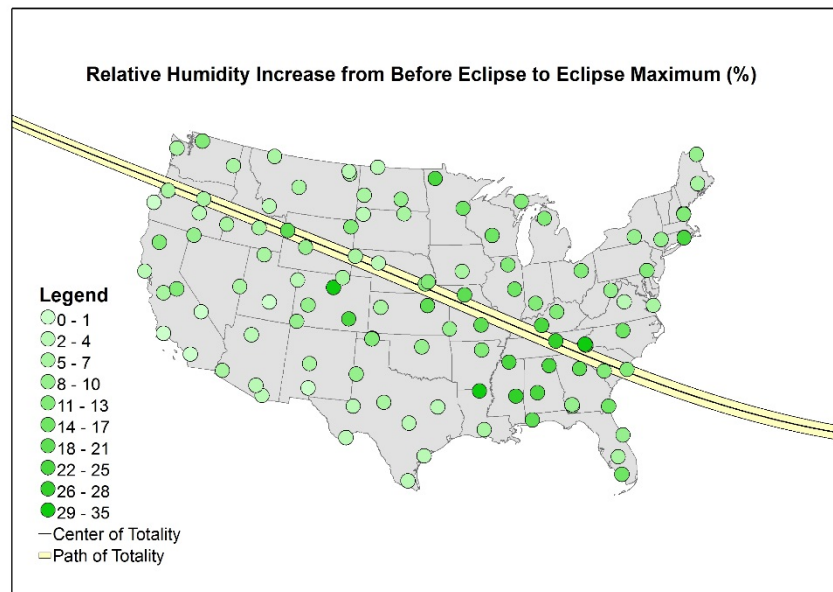 Relative Humidity Increase from Before Eclipse to Eclipse Maximum (%)
Legend
0 - 1
2 - 4
5 - 7
8 - 10
11 - 13
14 - 17
18 - 21
22 - 25
26 - 28
29 - 35
Center of Totality
Path of Totality